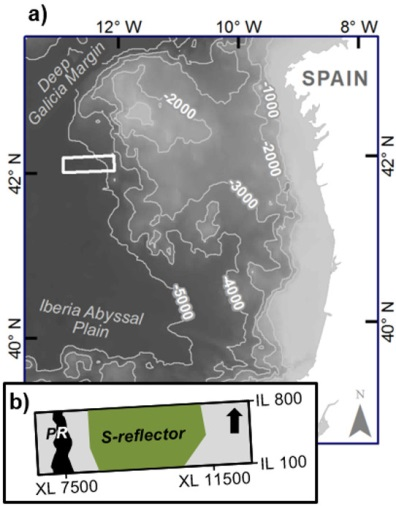 a)
12 °W
10 °W
8 °W
Deep
Galicia Margin
SPAIN
-1000
-2000
-2000
42° N
42° N
-3000
-5000
-4000
Iberia Abyssal
Plain
40° N
40° N
N
b)
IL 800
PR
S-reflector
IL 100
XL 7500
XL 11500